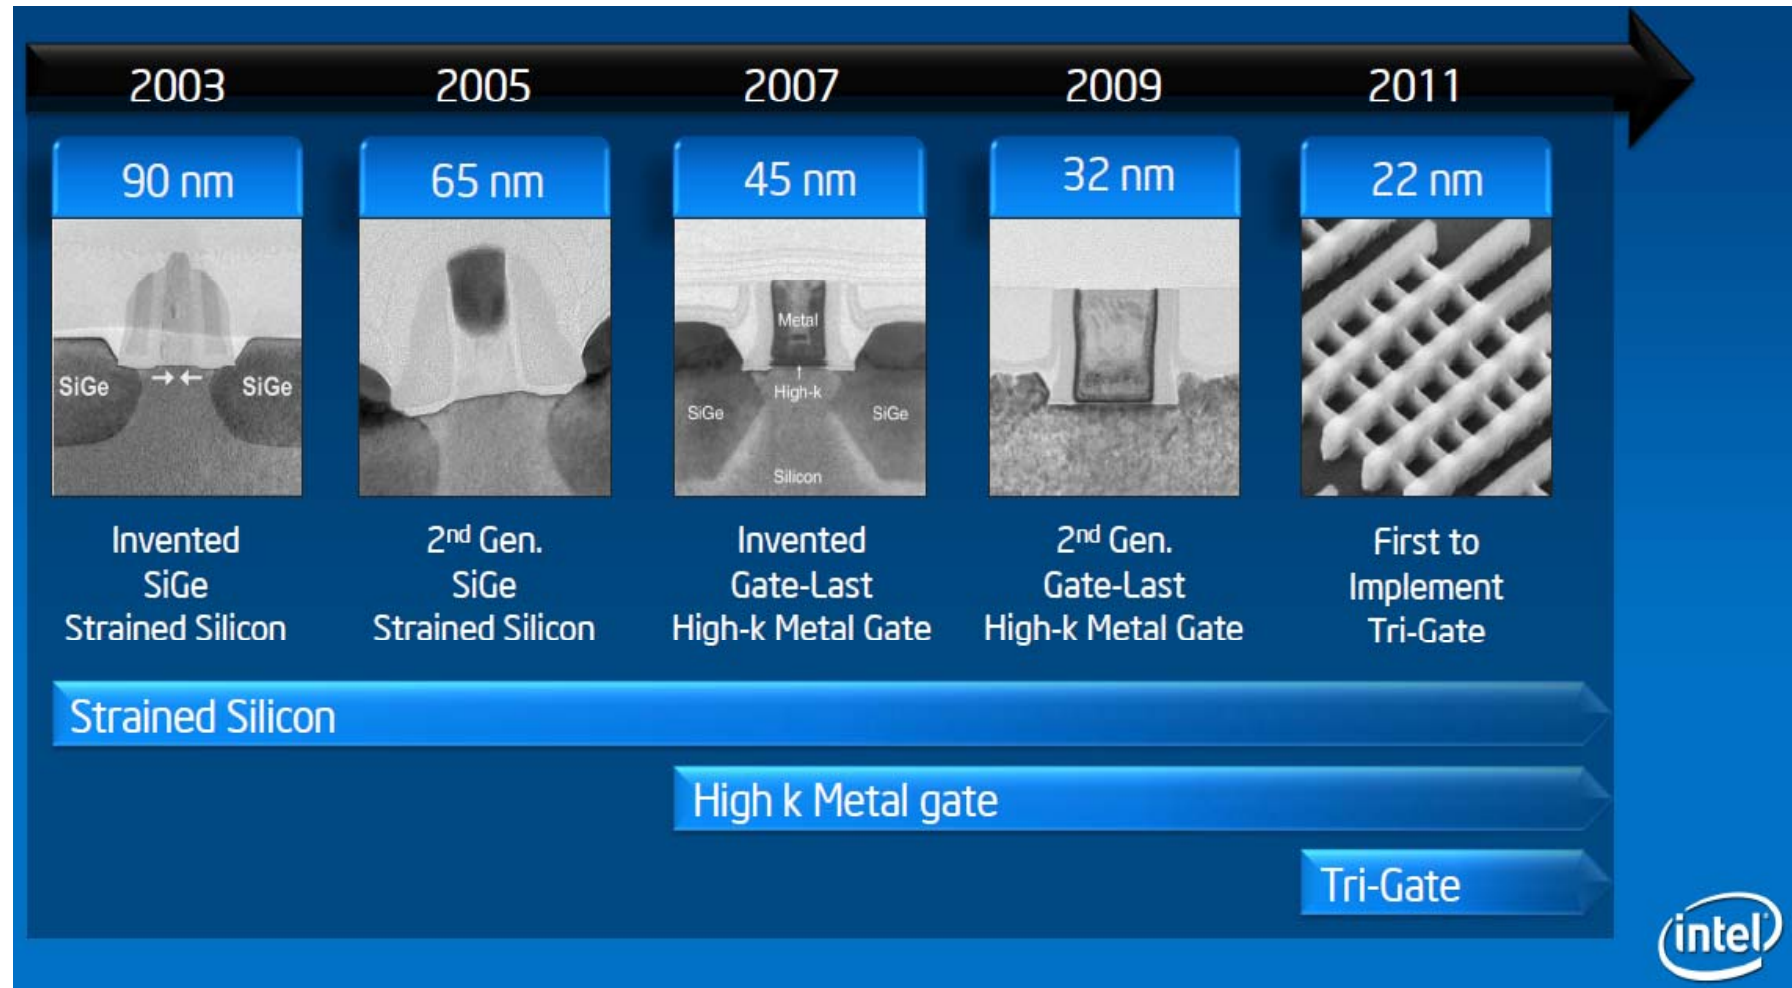 2003
2005
2007
2009
2011
90 nm
65 nm
45 nm
32 nm
22 nm
SiGe
SiGe
Metal
High-k
SiGe
SiGe
Silicon
Invented
SiGe
Strained Silicon
2nd Gen.
SiGe
Strained Silicon
Invented
Gate-Last
High-k Metal Gate
2nd Gen.
Gate-Last
High-k Metal Gate
First to
Implement
Tri-Gate
Strained Silicon
High k Metal gate
Tri-Gate
intel